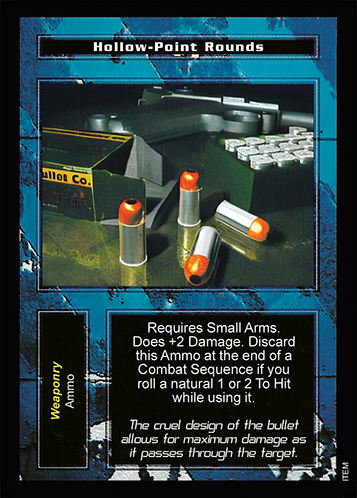 Hollow-Point Rounds
ullet Co.
Requires Small Arms.
Does +2 Damage. Discard
this Ammo at the end of a
Combat Sequence if you
roll a natural 1 or 2 To Hit
while using it.
The cruel design of the bullet
allows for maximum damage as
it passes through the target.
Weaponry
Ammo
ITEM